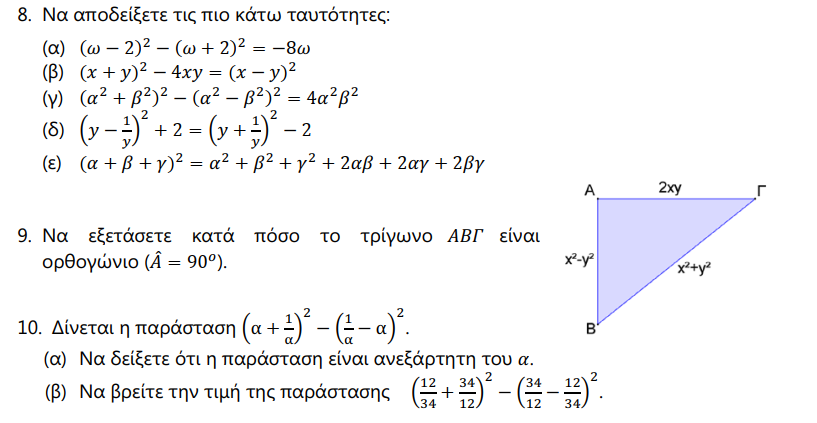 8. Να αποδείξετε τις πιο κάτω ταυτότητες:
(α) (ω − 2)² − (ω + 2)² = −8ω
(β) (x + y)² − 4xy = (x − y)²
(γ) (α² + β²)² − (α² − β²)² = 4α²β²
(δ) (y − 1/y)² + 2 = (y + 1/y)² − 2
(ε) (α + β + γ)² = α² + β² + γ² + 2αβ + 2αγ + 2βγ
9. Να εξετάσετε κατά πόσο το τρίγωνο ΑΒΓ είναι
ορθογώνιο (Â = 90⁰).
Α 2xy Γ
x²-y²
x²+y²
Β
10. Δίνεται η παράσταση (α + 1/α)² − (1/α − α)².
(α) Να δείξετε ότι η παράσταση είναι ανεξάρτητη του α.
(β) Να βρείτε την τιμή της παράστασης (12/34 + 34/12)² − (34/12 − 12/34)².